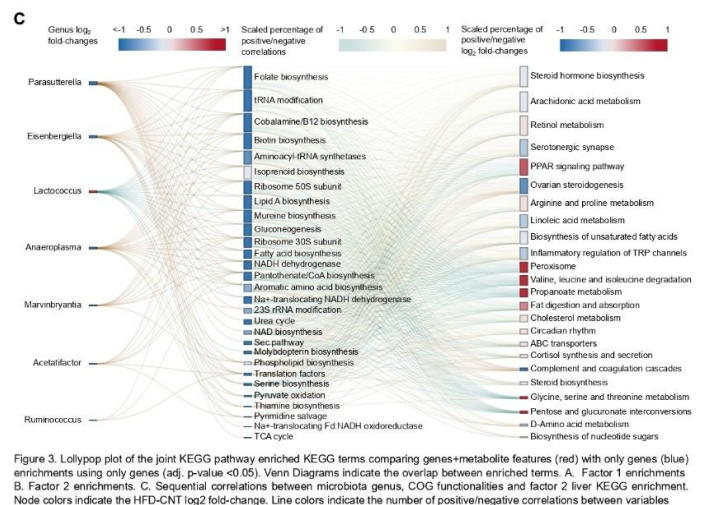 C
Genus log2 fold-changes
<-1 -0.5 0 0.5 >1
Scaled percentage of positive/negative correlations
-1 -0.5 0 0.5 1
Scaled percentage of positive/negative log2 fold-changes
-1 -0.5 0 0.5 1
Parasutterella
Eisenbergiella
Lactococcus
Anaeroplasma
Marvinbryantia
Acetatifactor
Ruminococcus
Folate biosynthesis
tRNA modification
Cobalamine/B12 biosynthesis
Biotin biosynthesis
Aminoacyl-tRNA synthetases
Isoprenoid biosynthesis
Ribosome 50S subunit
Lipid A biosynthesis
Mureine biosynthesis
Gluconeogenesis
Ribosome 30S subunit
Fatty acid biosynthesis
NADH dehydrogenase
Pantothenate/CoA biosynthesis
Aromatic amino acid biosynthesis
Na+-translocating NADH dehydrogenase
23S rRNA modification
Urea cycle
NAD biosynthesis
Sec pathway
Molybdopterin biosynthesis
Phospholipid biosynthesis
Translation factors
Serine biosynthesis
Pyruvate oxidation
Thiamine biosynthesis
Pyrimidine salvage
Na+-translocating Fd:NADH oxidoreductase
TCA cycle
Steroid hormone biosynthesis
Arachidonic acid metabolism
Retinol metabolism
Serotonergic synapse
PPAR signaling pathway
Ovarian steroidogenesis
Arginine and proline metabolism
Linoleic acid metabolism
Biosynthesis of unsaturated fatty acids
Inflammatory regulation of TRP channels
Peroxisome
Valine, leucine and isoleucine degradation
Propanoate metabolism
Fat digestion and absorption
Cholesterol metabolism
Circadian rhythm
ABC transporters
Cortisol synthesis and secretion
Complement and coagulation cascades
Steroid biosynthesis
Glycine, serine and threonine metabolism
Pentose and glucuronate interconversions
D-Amino acid metabolism
Biosynthesis of nucleotide sugars
Figure 3. Lollypop plot of the joint KEGG pathway enriched KEGG terms comparing genes+metabolite features (red) with only genes (blue)
enrichments using only genes (adj. p-value <0.05). Venn Diagrams indicate the overlap between enriched terms. A. Factor 1 enrichments
B. Factor 2 enrichments. C. Sequential correlations between microbiota genus, COG functionalities and factor 2 liver KEGG enrichment.
Node colors indicate the HFD-CNT log2 fold-change. Line colors indicate the number of positive/negative correlations between variables